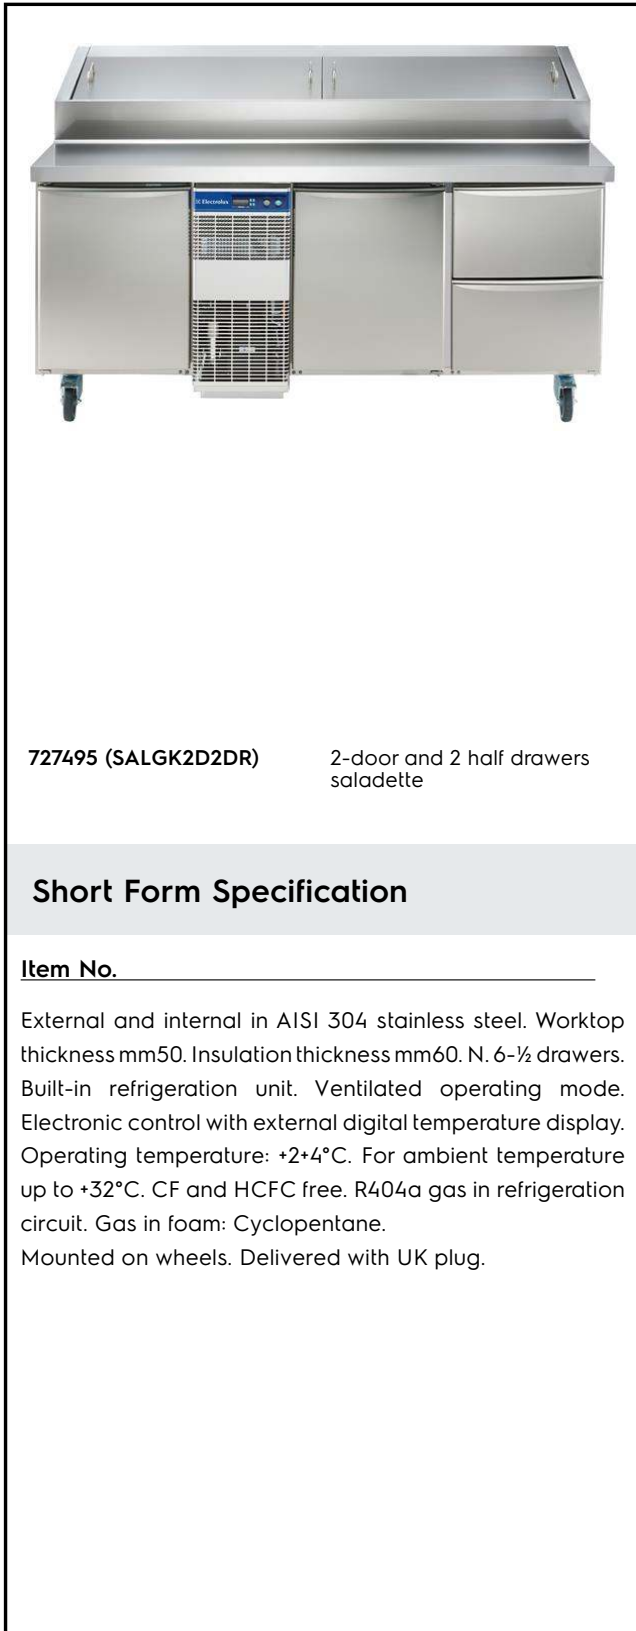 Electrolux
727495 (SALGK2D2DR)
2-door and 2 half drawers
saladette
Short Form Specification
Item No.
External and internal in AISI 304 stainless steel. Worktop
thickness mm50. Insulation thickness mm60. N. 6-½ drawers.
Built-in refrigeration unit. Ventilated operating mode.
Electronic control with external digital temperature display.
Operating temperature: +2+4°C. For ambient temperature
up to +32°C. CF and HCFC free. R404a gas in refrigeration
circuit. Gas in foam: Cyclopentane.
Mounted on wheels. Delivered with UK plug.